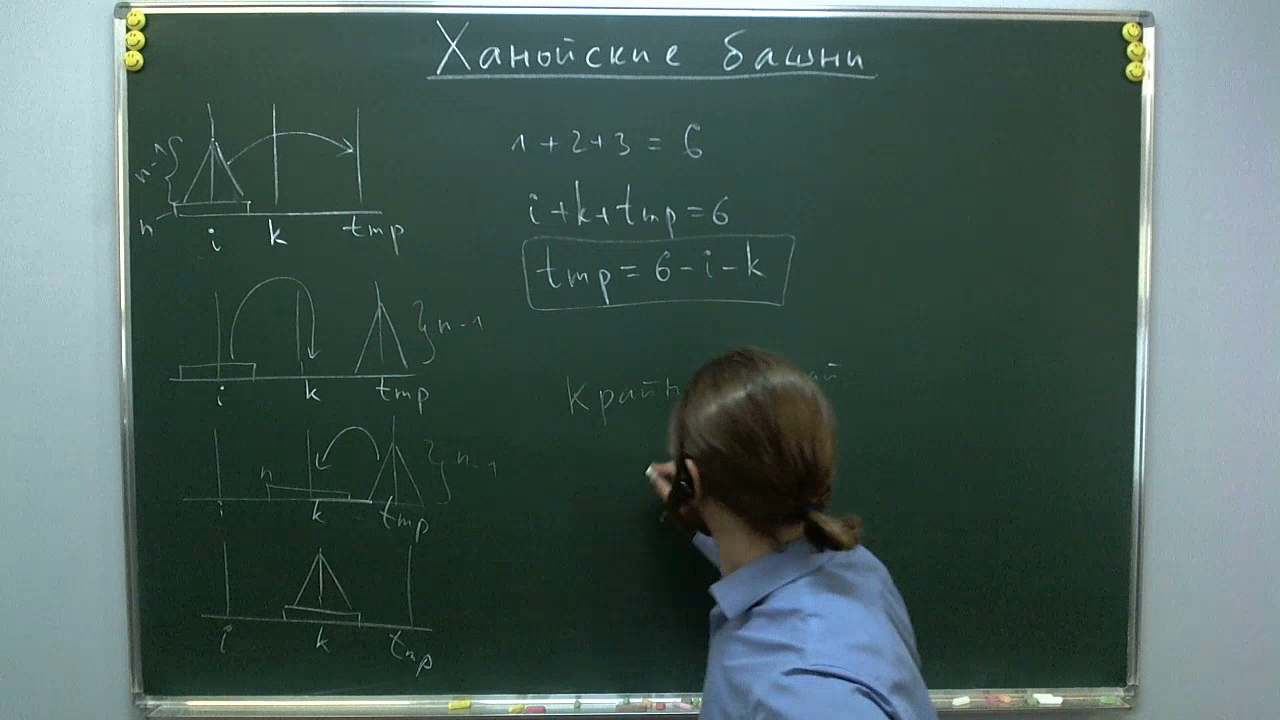 Ханойские башни
n-1
n
i k tmp
n-1
i k tmp
n n-1
i k tmp
i k tmp
1+2+3=6
i+k+tmp=6
tmp=6-i-k